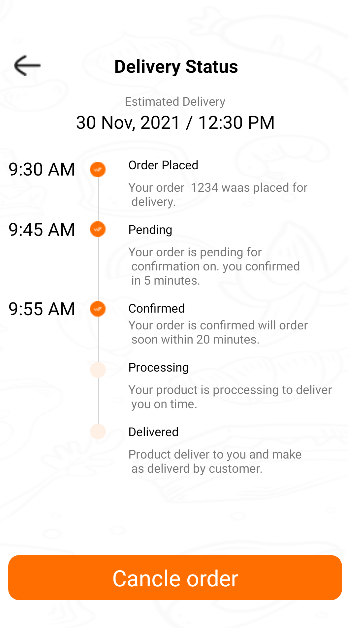 Delivery Status
Estimated Delivery
30 Nov, 2021 / 12:30 PM
9:30 AM
Order Placed
Your order 1234 waas placed for
delivery.
9:45 AM
Pending
Your order is pending for
confirmation on. you confirmed
in 5 minutes.
9:55 AM
Confirmed
Your order is confirmed will order
soon within 20 minutes.
Processing
Your product is proccessing to deliver
you on time.
Delivered
Product deliver to you and make
as deliverd by customer.
Cancle order